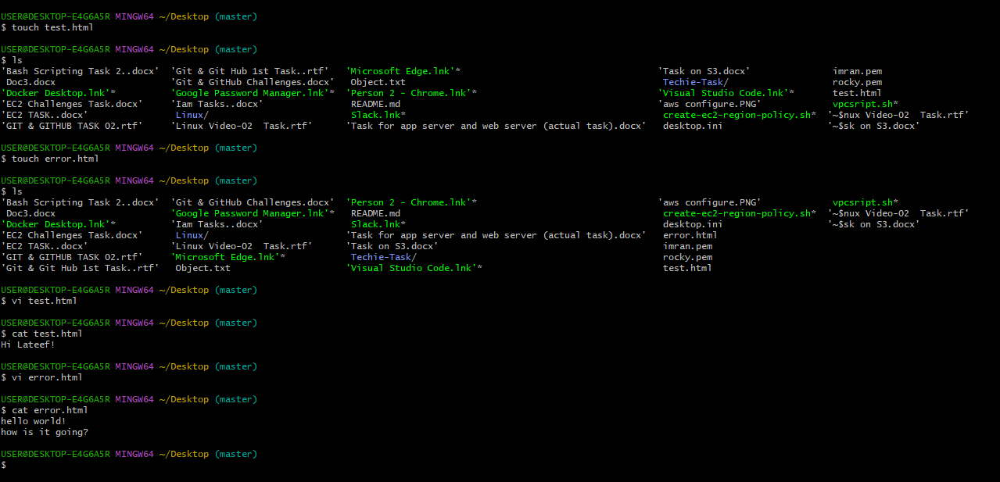 USER@DESKTOP-E4G6A5R MINGW64 ~/Desktop (master)
$ touch test.html
USER@DESKTOP-E4G6A5R MINGW64 ~/Desktop (master)
$ ls
'Bash Scripting Task 2..docx' 'Git & Git Hub 1st Task..rtf' 'Microsoft Edge.lnk'* 'Task on S3.docx' imran.pem
Doc3.docx 'Git & GitHub Challenges.docx' Object.txt Techie-Task/ rocky.pem
'Docker Desktop.lnk'* 'Google Password Manager.lnk'* 'Person 2 - Chrome.lnk'* 'Visual Studio Code.lnk'* test.html
'EC2 Challenges Task.docx' 'Iam Tasks..docx' README.md 'aws configure.PNG' vpcsript.sh*
'EC2 TASK..docx' Linux/ Slack.lnk* create-ec2-region-policy.sh* '~$nux Video-02  Task.rtf'
'GIT & GITHUB TASK 02.rtf' 'Linux Video-02  Task.rtf' 'Task for app server and web server (actual task).docx' desktop.ini '~$sk on S3.docx'
USER@DESKTOP-E4G6A5R MINGW64 ~/Desktop (master)
$ touch error.html
USER@DESKTOP-E4G6A5R MINGW64 ~/Desktop (master)
$ ls
'Bash Scripting Task 2..docx' 'Git & GitHub Challenges.docx' 'Person 2 - Chrome.lnk'* 'aws configure.PNG' vpcsript.sh*
Doc3.docx 'Google Password Manager.lnk'* README.md create-ec2-region-policy.sh* '~$nux Video-02  Task.rtf'
'Docker Desktop.lnk'* 'Iam Tasks..docx' Slack.lnk* desktop.ini '~$sk on S3.docx'
'EC2 Challenges Task.docx' Linux/ 'Task for app server and web server (actual task).docx' error.html
'EC2 TASK..docx' 'Linux Video-02  Task.rtf' 'Task on S3.docx' imran.pem
'GIT & GITHUB TASK 02.rtf' 'Microsoft Edge.lnk'* Techie-Task/ rocky.pem
'Git & Git Hub 1st Task..rtf' Object.txt 'Visual Studio Code.lnk'* test.html
USER@DESKTOP-E4G6A5R MINGW64 ~/Desktop (master)
$ vi test.html
USER@DESKTOP-E4G6A5R MINGW64 ~/Desktop (master)
$ cat test.html
Hi Lateef!
USER@DESKTOP-E4G6A5R MINGW64 ~/Desktop (master)
$ vi error.html
USER@DESKTOP-E4G6A5R MINGW64 ~/Desktop (master)
$ cat error.html
hello world!
how is it going?
USER@DESKTOP-E4G6A5R MINGW64 ~/Desktop (master)
$